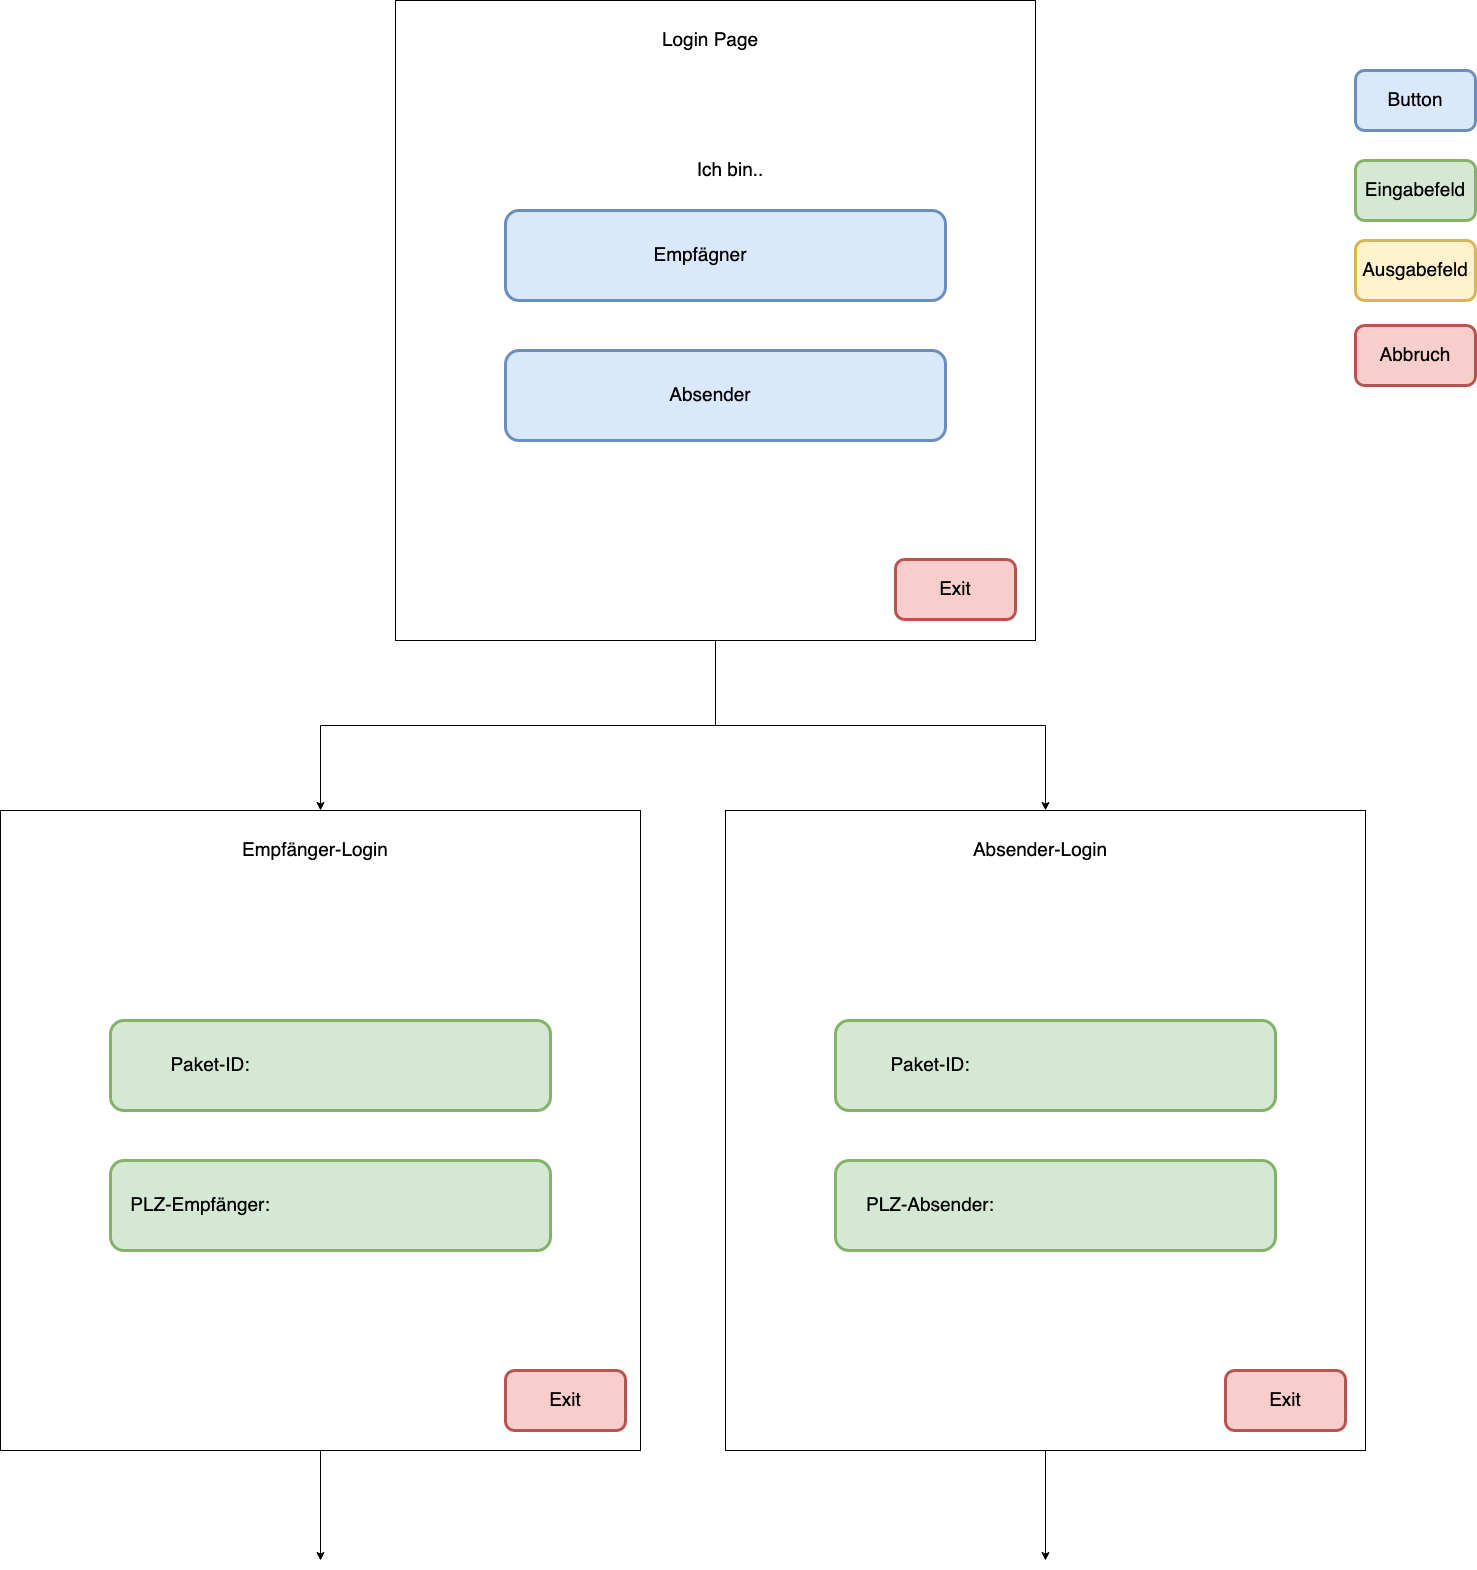 Login Page
Ich bin..
Empfägner
Absender
Exit
Button
Eingabefeld
Ausgabefeld
Abbruch
Empfänger-Login
Paket-ID:
PLZ-Empfänger:
Exit
Absender-Login
Paket-ID:
PLZ-Absender:
Exit